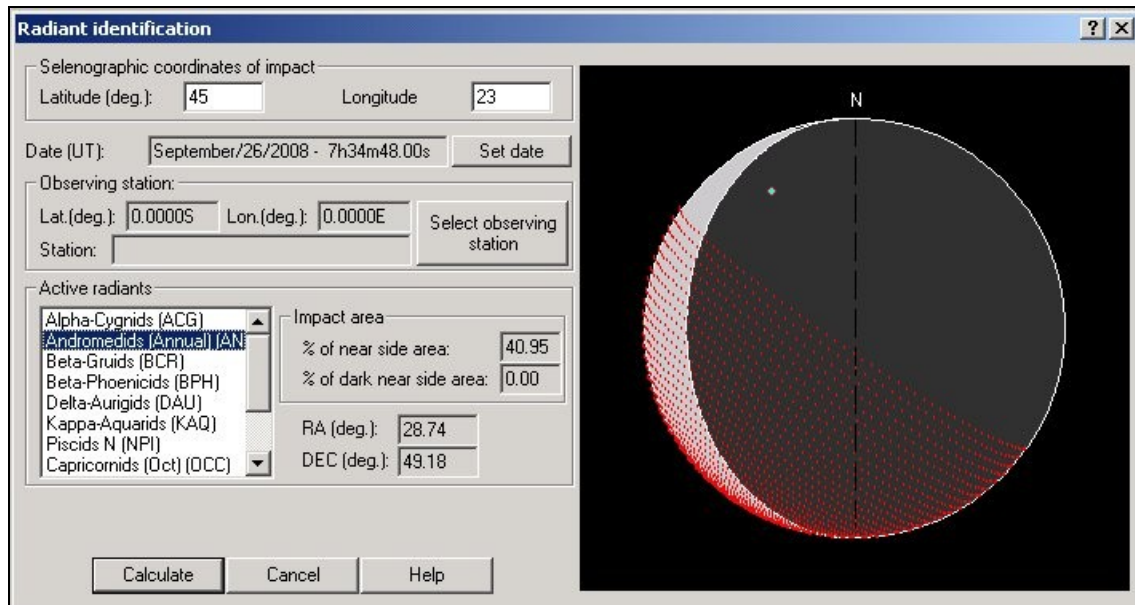 Radiant identification
Selenographic coordinates of impact
Latitude (deg.): 45 Longitude 23
Date (UT): September/26/2008 - 7h34m48.00s Set date
Observing station:
Lat.(deg.): 0.0000S Lon.(deg.): 0.0000E Select observing station
Station:
Active radiants
Alpha-Cygnids (ACG)
Andromedids (Annual) (AN
Beta-Gruids (BCR)
Beta-Phoenicids (BPH)
Delta-Aurigids (DAU)
Kappa-Aquarids (KAQ)
Piscids N (NPI)
Capricornids (Oct) (OCC)
Impact area
% of near side area: 40.95
% of dark near side area: 0.00
RA (deg.): 28.74
DEC (deg.): 49.18
Calculate Cancel Help
N